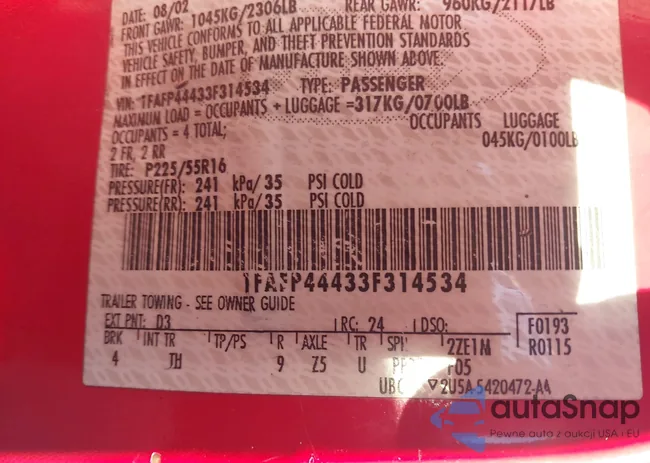 DATE: 08/02
FRONT GAWR: 1045KG/2306LB REAR GAWR: 960KG/2117LB
THIS VEHICLE CONFORMS TO ALL APPLICABLE FEDERAL MOTOR
VEHICLE SAFETY, BUMPER, AND THEFT PREVENTION STANDARDS
IN EFFECT ON THE DATE OF MANUFACTURE SHOWN ABOVE.
VIN: 1FAFP44433F314534 TYPE: PASSENGER
MAXIMUM LOAD = OCCUPANTS + LUGGAGE =317KG/0700LB
OCCUPANTS = 4 TOTAL; OCCUPANTS LUGGAGE
2 FR, 2 RR 045KG/0100LB
TIRE: P225/55R16
PRESSURE(FR): 241 kPa/35 PSI COLD
PRESSURE(RR): 241 kPa/35 PSI COLD
1FAFP44433F314534
TRAILER TOWING - SEE OWNER GUIDE
EXT PNT: D3 RC: 24 DSO: F0193
BRK INT TR TP/PS R AXLE TR 2ZE1M R0115
4 TH 9 Z5 U F05
UBC ▽2U5A 5420472-AA
autaSnap
Pewne auto z aukcji USA i EU